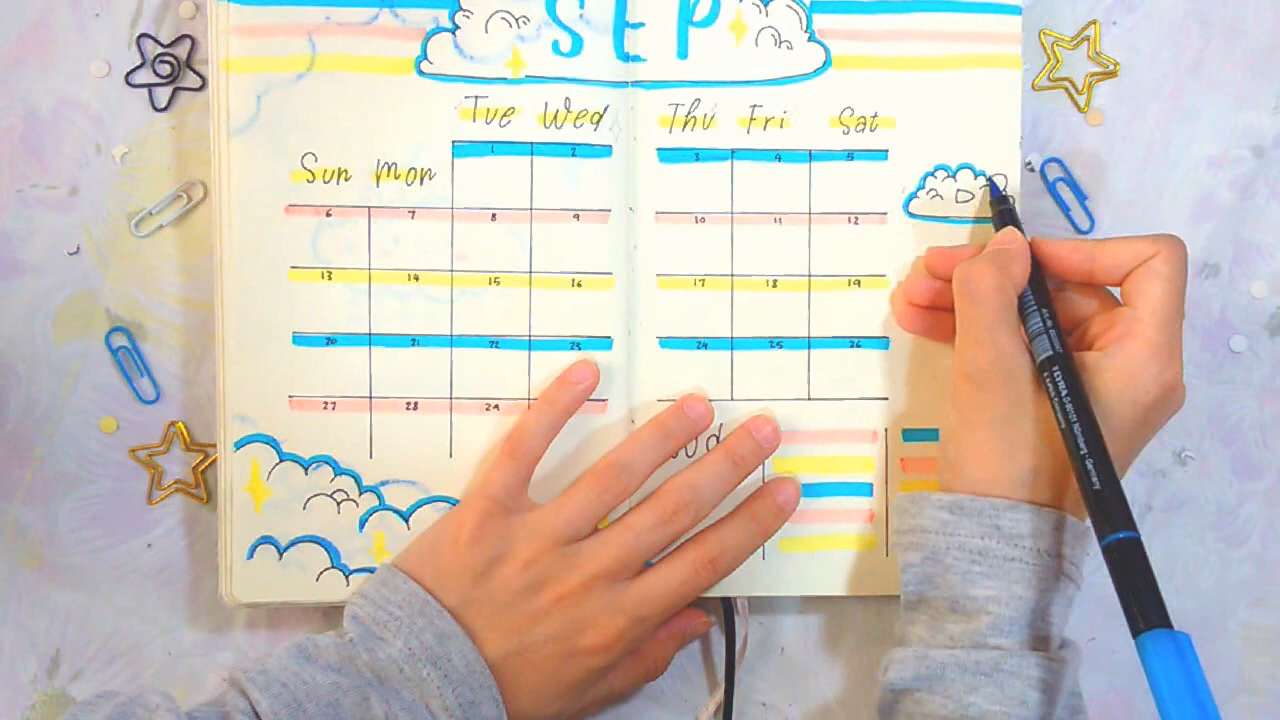 SEP
Tue Wed Thu Fri Sat
Sun Mon
1 2 3 4 5
6 7 8 9 10 11 12
13 14 15 16 17 18 19
20 21 22 23 24 25 26
27 28 29
Germany